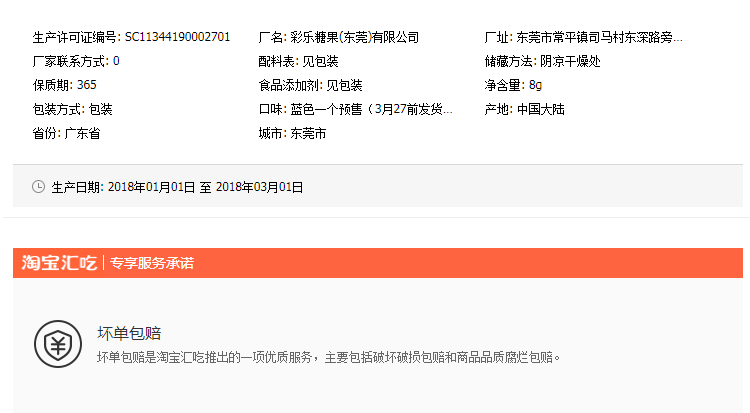 生产许可证编号: SC11344190002701 厂名: 彩乐糖果(东莞)有限公司 厂址: 东莞市常平镇司马村东深路旁...
厂家联系方式: 0 配料表: 见包装 储藏方法: 阴凉干燥处
保质期: 365 食品添加剂: 见包装 净含量: 8g
包装方式: 包装 口味: 蓝色一个预售（3月27前发货... 产地: 中国大陆
省份: 广东省 城市: 东莞市
生产日期: 2018年01月01日 至 2018年03月01日
淘宝汇吃 | 专享服务承诺
坏单包赔
坏单包赔是淘宝汇吃推出的一项优质服务，主要包括破坏破损包赔和商品品质腐烂包赔。